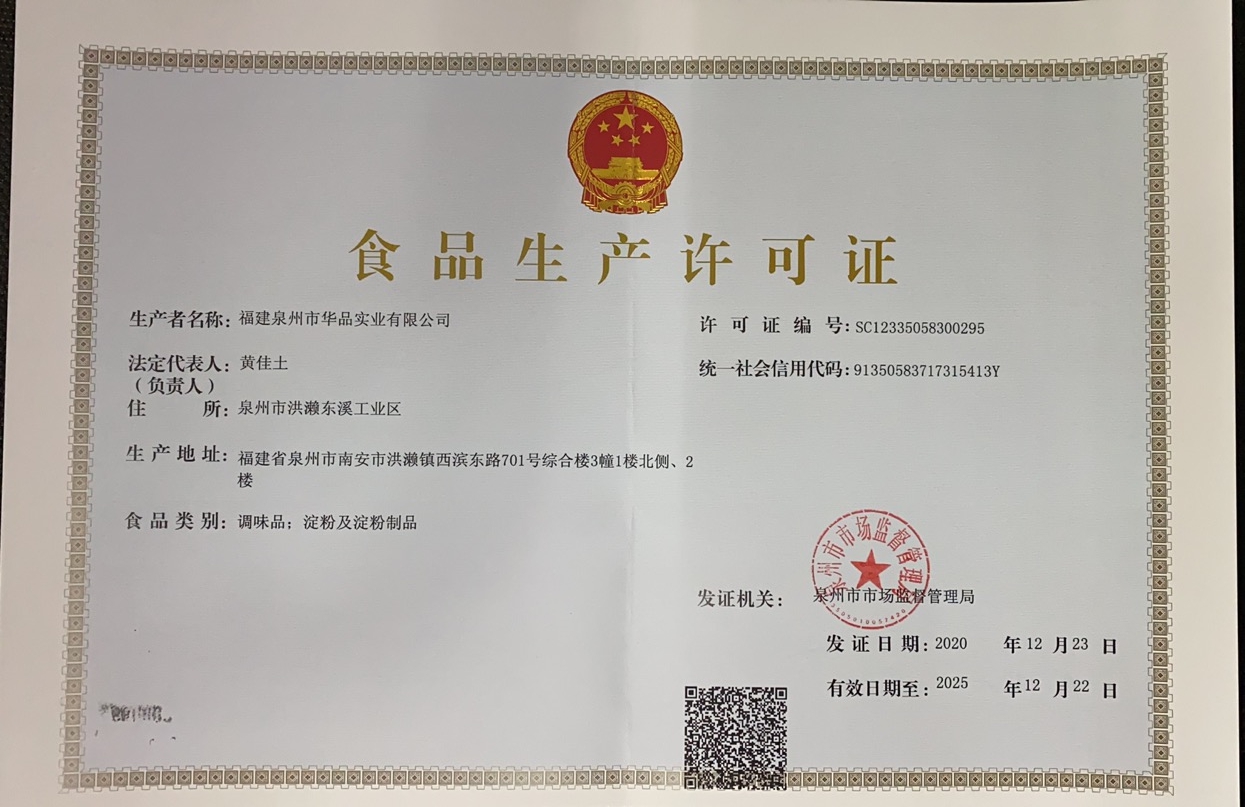 食品生产许可证
生产者名称：福建泉州市华品实业有限公司
许可证编号：SC12335058300295
法定代表人：黄佳土
（负责人）
统一社会信用代码：91350583717315413Y
住所：泉州市洪濑东溪工业区
生产地址：福建省泉州市南安市洪濑镇西滨东路701号综合楼3幢1楼北侧、2
楼
食品类别：调味品；淀粉及淀粉制品
泉州市市场监督管理局
发证机关：泉州市市场监督管理局
发证日期：2020 年 12 月 23 日
有效日期至：2025 年 12 月 22 日